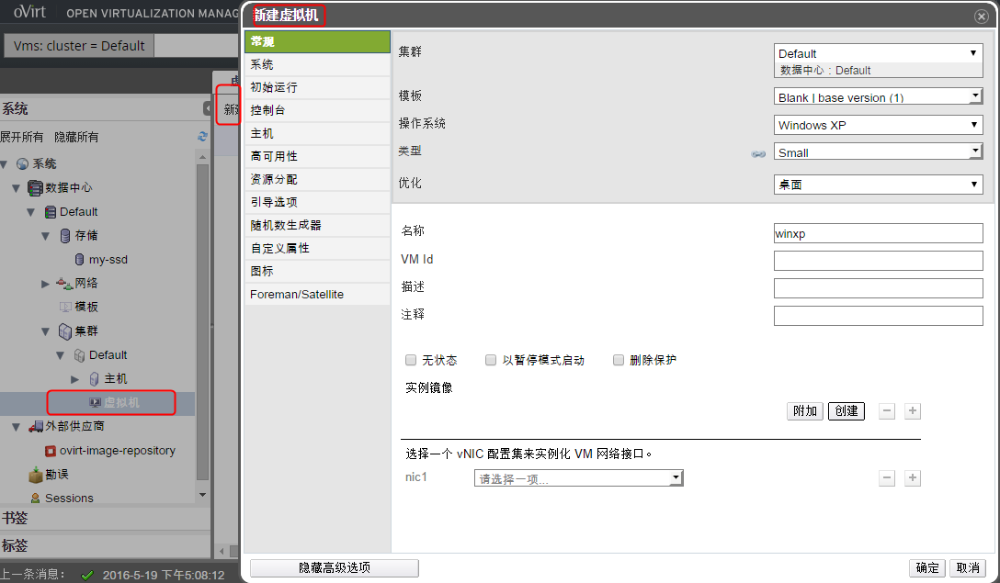 oVirt OPEN VIRTUALIZATION MANAG
Vms: cluster = Default
系统
展开所有 隐藏所有
系统
数据中心
Default
存储
my-ssd
网络
模板
集群
Default
主机
虚拟机
外部供应商
ovirt-image-repository
勘误
Sessions
书签
标签
上一条消息: 2016-5-19 下午5:08:12
新建虚拟机
常规
系统
初始运行
控制台
主机
高可用性
资源分配
引导选项
随机数生成器
自定义属性
图标
Foreman/Satellite
集群 Default
数据中心 : Default
模板 Blank | base version (1)
操作系统 Windows XP
类型 Small
优化 桌面
名称 winxp
VM Id
描述
注释
无状态 以暂停模式启动 删除保护
实例镜像
附加 创建 − +
选择一个 vNIC 配置集来实例化 VM 网络接口。
nic1 请选择一项... − +
隐藏高级选项 确定 取消